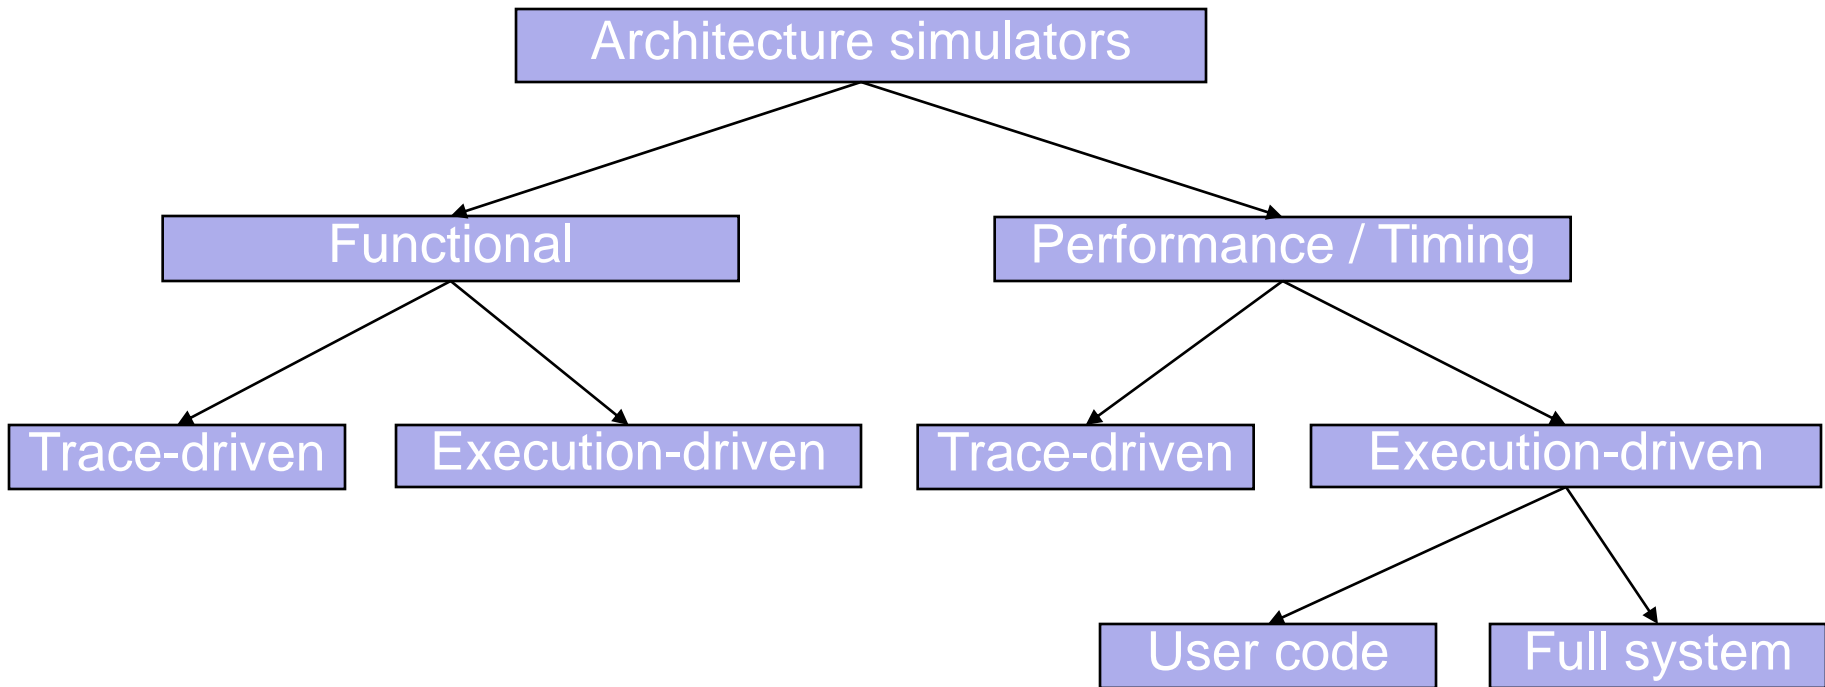 Architecture simulators
Functional
Performance / Timing
Trace-driven
Execution-driven
Trace-driven
Execution-driven
User code
Full system